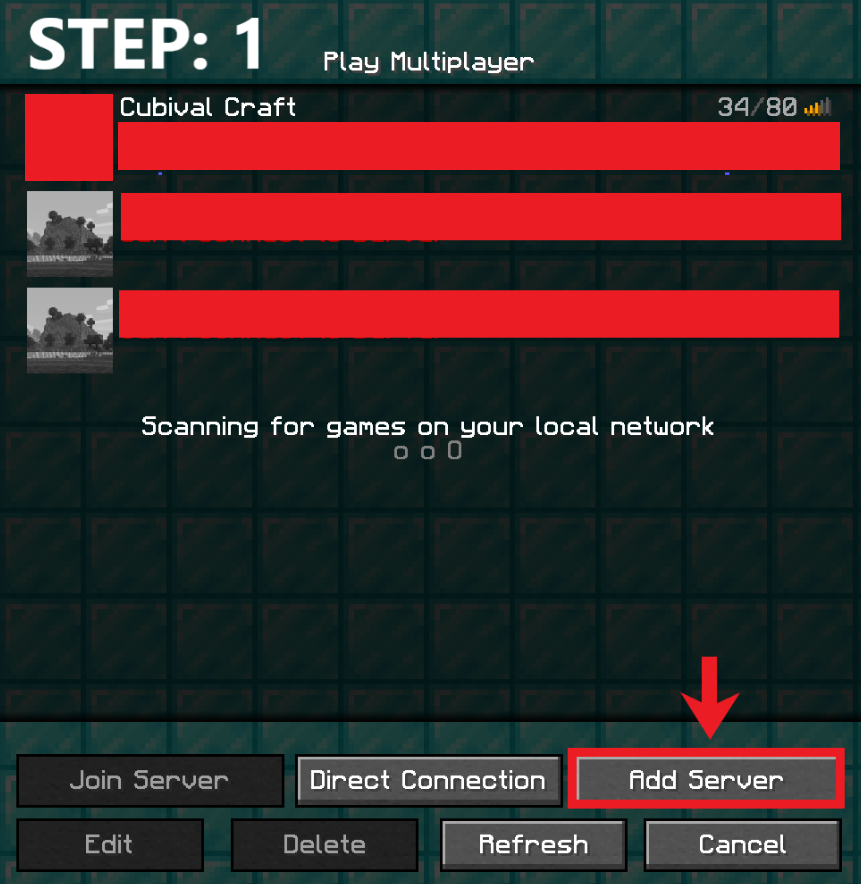 STEP: 1
Play Multiplayer
Cubival Craft 34/80
Scanning for games on your local network
o o O
Join Server Direct Connection Add Server
Edit Delete Refresh Cancel